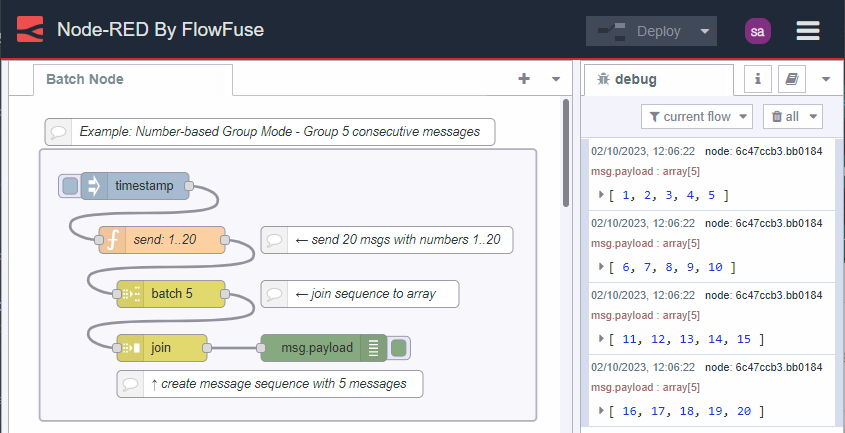 Node-RED By FlowFuse
Deploy
sa
Batch Node
debug
i
current flow
all
Example: Number-based Group Mode - Group 5 consecutive messages
timestamp
f send: 1..20
← send 20 msgs with numbers 1..20
batch 5
← join sequence to array
join
msg.payload
↑ create message sequence with 5 messages
02/10/2023, 12:06:22 node: 6c47ccb3.bb0184
msg.payload : array[5]
[ 1, 2, 3, 4, 5 ]
02/10/2023, 12:06:22 node: 6c47ccb3.bb0184
msg.payload : array[5]
[ 6, 7, 8, 9, 10 ]
02/10/2023, 12:06:22 node: 6c47ccb3.bb0184
msg.payload : array[5]
[ 11, 12, 13, 14, 15 ]
02/10/2023, 12:06:22 node: 6c47ccb3.bb0184
msg.payload : array[5]
[ 16, 17, 18, 19, 20 ]